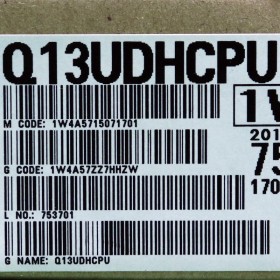 Q13UDHCPU
1V
M CODE: 1W4A5715071701
201
75
G CODE: 1W4A57ZZ7HHZW
170
L NO.: 753701
G NAME: Q13UDHCPU